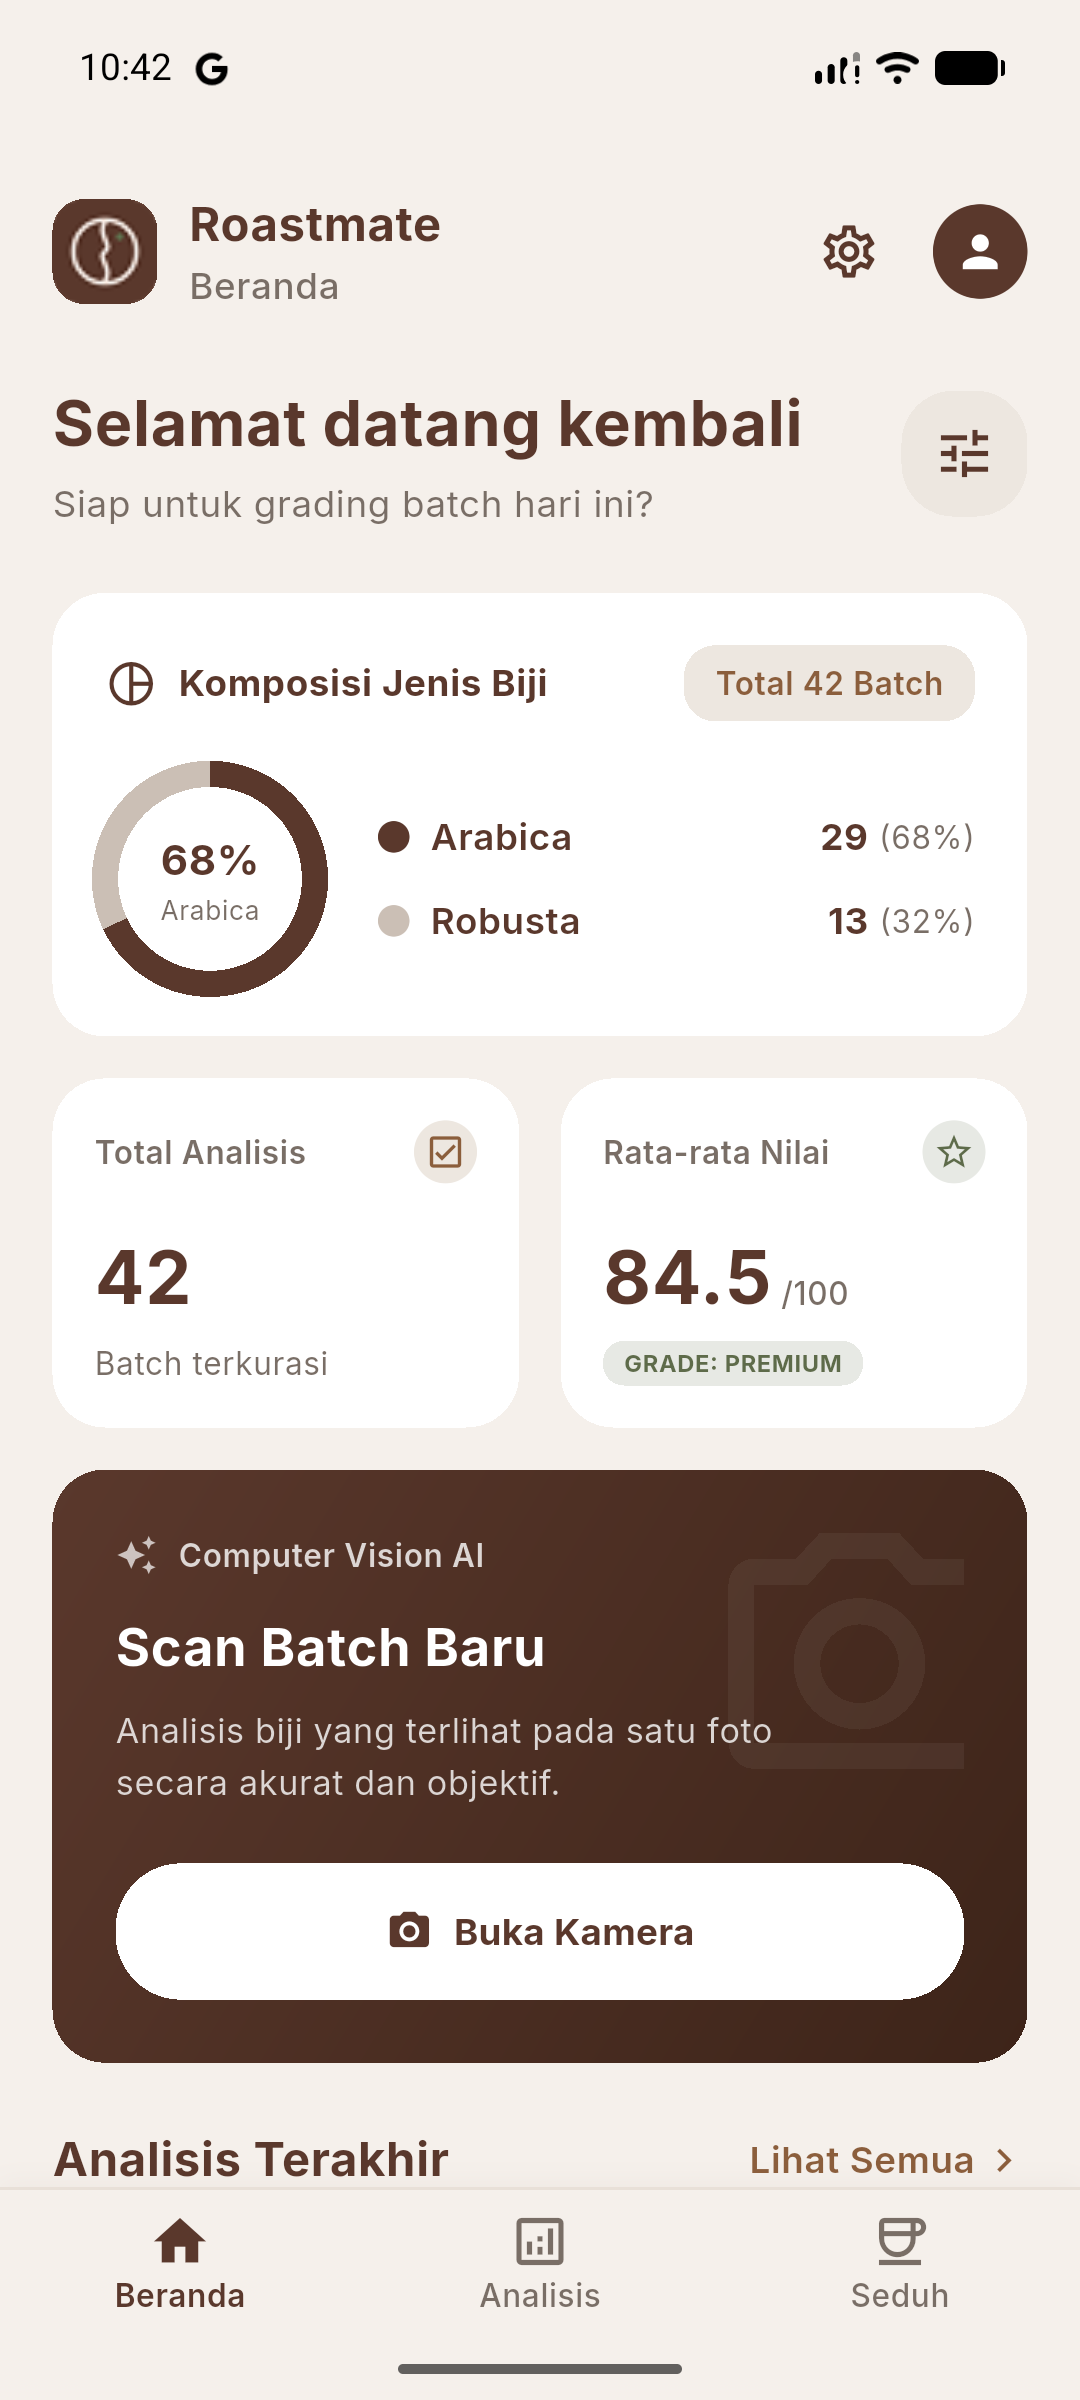 10:42
Roastmate
Beranda
Selamat datang kembali
Siap untuk grading batch hari ini?
Komposisi Jenis Biji
Total 42 Batch
68%
Arabica
Arabica 29 (68%)
Robusta 13 (32%)
Total Analisis
42
Batch terkurasi
Rata-rata Nilai
84.5 /100
GRADE: PREMIUM
Computer Vision AI
Scan Batch Baru
Analisis biji yang terlihat pada satu foto
secara akurat dan objektif.
Buka Kamera
Analisis Terakhir
Lihat Semua
Beranda
Analisis
Seduh